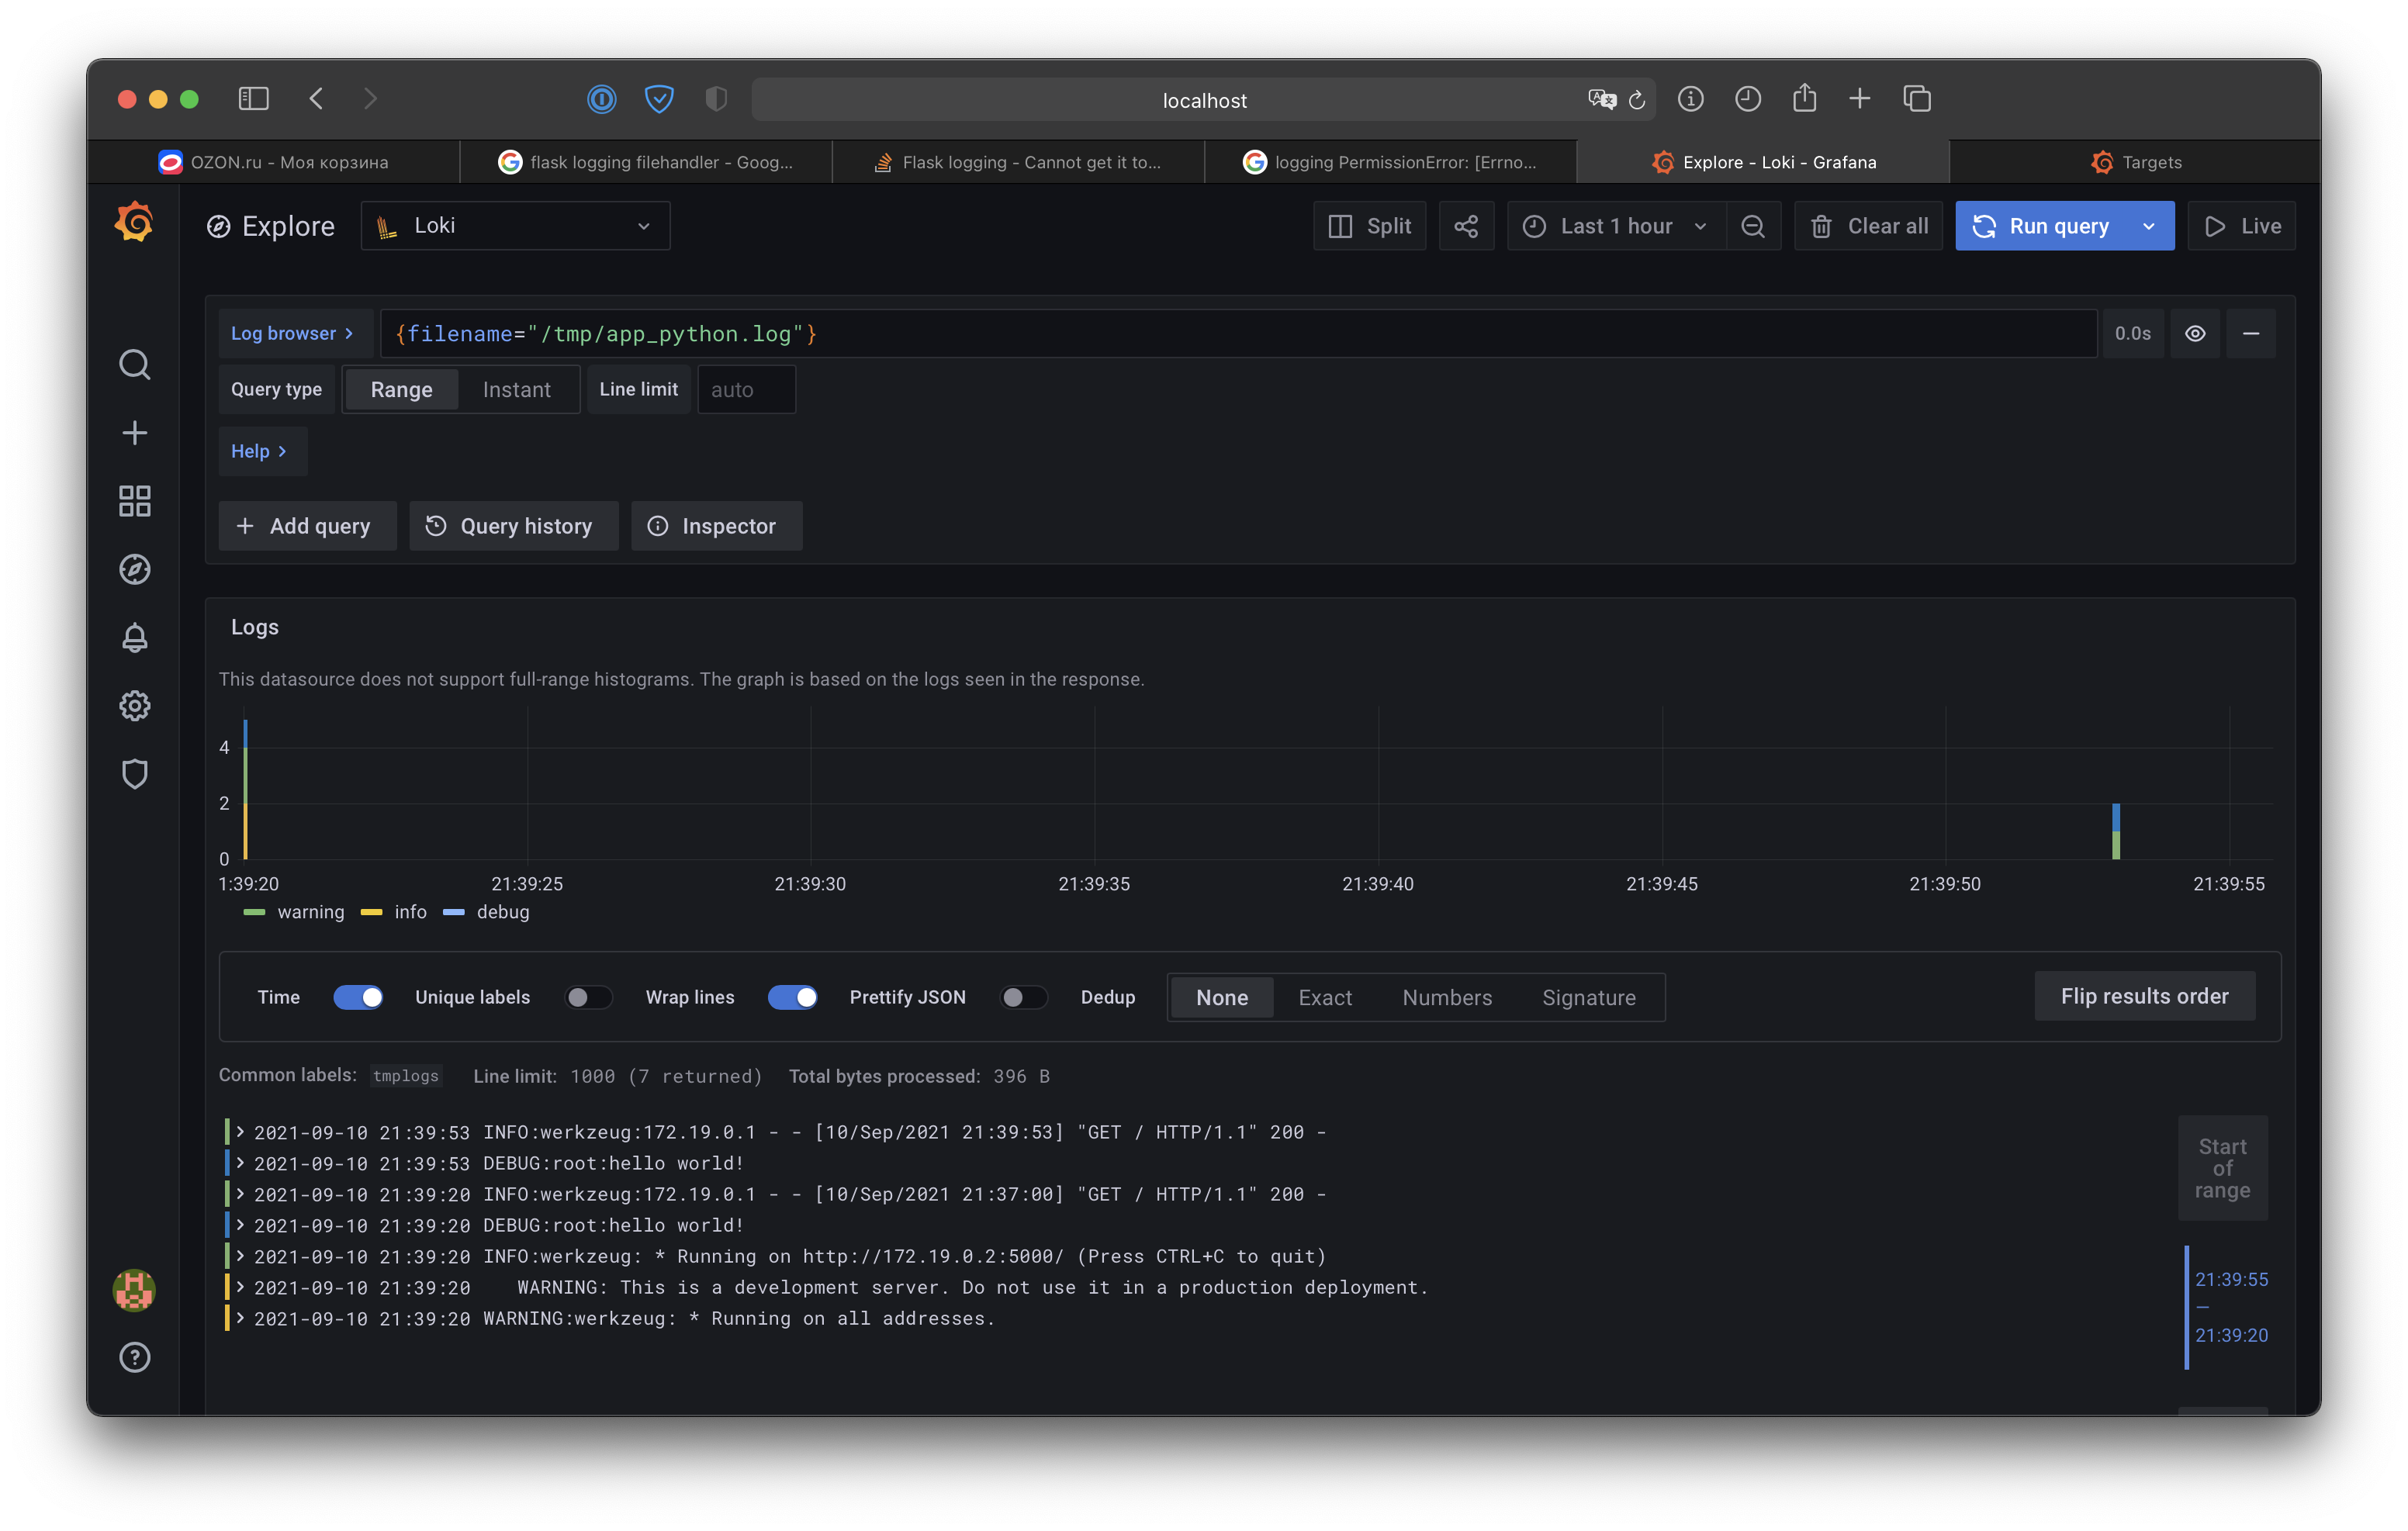 localhost
OZON.ru - Моя корзина
flask logging filehandler - Goog...
Flask logging - Cannot get it to...
logging PermissionError: [Errno...
Explore - Loki - Grafana
Targets
Explore
Loki
Split
Last 1 hour
Clear all
Run query
Live
Log browser >
{filename="/tmp/app_python.log"}
0.0s
Query type
Range
Instant
Line limit
auto
Help >
+ Add query
Query history
Inspector
Logs
This datasource does not support full-range histograms. The graph is based on the logs seen in the response.
4
2
0
1:39:20
21:39:25
21:39:30
21:39:35
21:39:40
21:39:45
21:39:50
21:39:55
warning
info
debug
Time
Unique labels
Wrap lines
Prettify JSON
Dedup
None
Exact
Numbers
Signature
Flip results order
Common labels: tmplogs
Line limit: 1000 (7 returned)
Total bytes processed: 396 B
> 2021-09-10 21:39:53 INFO:werkzeug:172.19.0.1 - - [10/Sep/2021 21:39:53] "GET / HTTP/1.1" 200 -
> 2021-09-10 21:39:53 DEBUG:root:hello world!
> 2021-09-10 21:39:20 INFO:werkzeug:172.19.0.1 - - [10/Sep/2021 21:37:00] "GET / HTTP/1.1" 200 -
> 2021-09-10 21:39:20 DEBUG:root:hello world!
> 2021-09-10 21:39:20 INFO:werkzeug: * Running on http://172.19.0.2:5000/ (Press CTRL+C to quit)
> 2021-09-10 21:39:20    WARNING: This is a development server. Do not use it in a production deployment.
> 2021-09-10 21:39:20 WARNING:werkzeug: * Running on all addresses.
Start
of
range
21:39:55
—
21:39:20